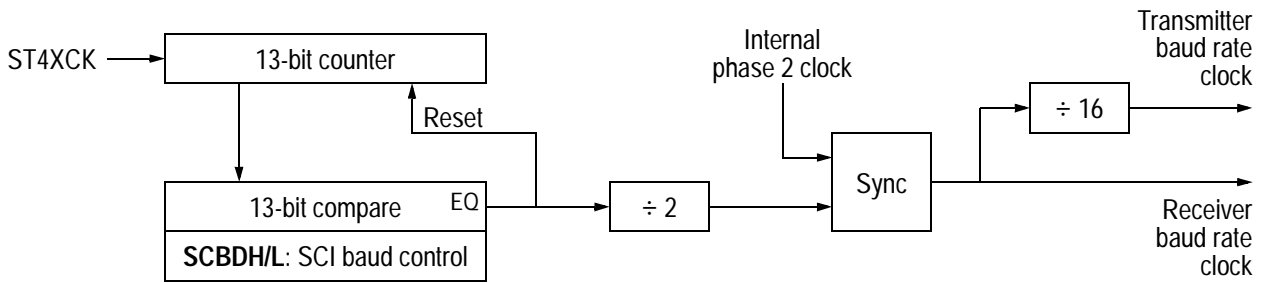 Transmitter
baud rate
clock
Internal
phase 2 clock
ST4XCK
13-bit counter
÷ 16
Reset
Sync
13-bit compare
EQ
÷ 2
SCBDH/L: SCI baud control
Receiver
baud rate
clock